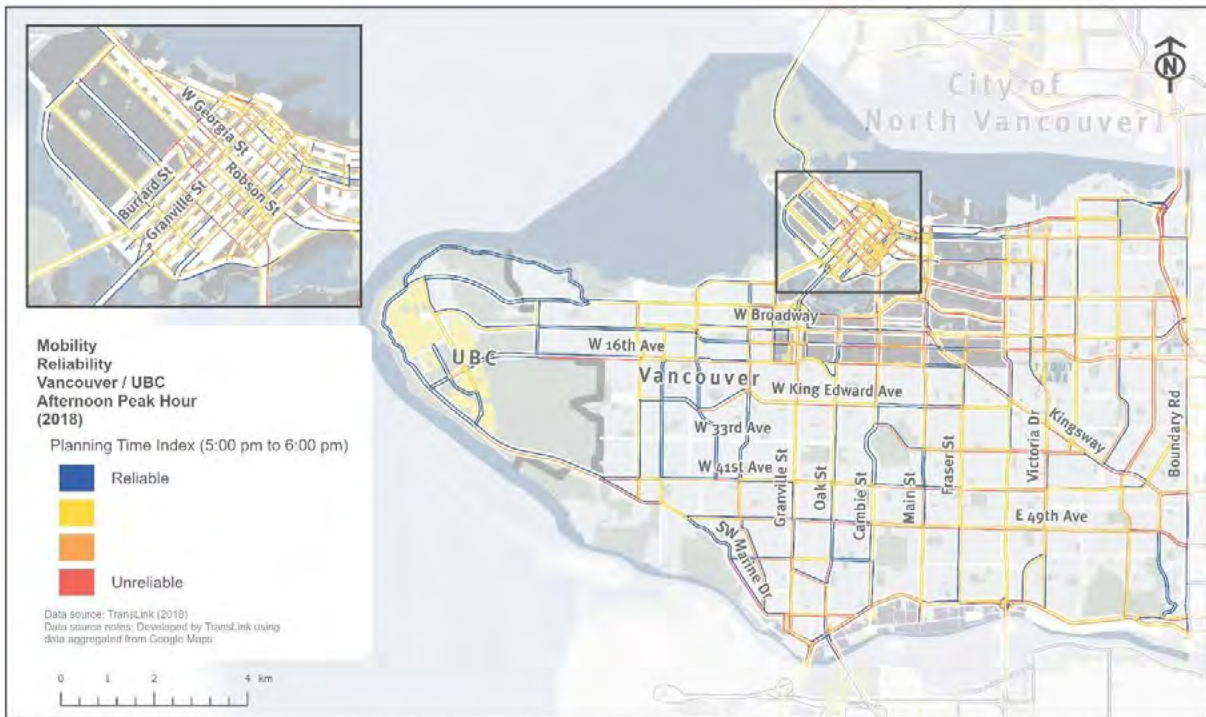 W Georgia St
Robson St
Burrard St
Granville St
N
City of
North Vancouver
W Broadway
UBC
W 16th Ave
Vancouver
W King Edward Ave
W 33rd Ave
W 41st Ave
Kingsway
Granville St
Oak St
Cambie St
Main St
Fraser St
Victoria Dr
Boundary Rd
E 49th Ave
SW Marine Dr
Mobility
Reliability
Vancouver / UBC
Afternoon Peak Hour
(2018)
Planning Time Index (5:00 pm to 6:00 pm)
Reliable
Unreliable
Data source: TransLink (2018)
Data source notes: Developed by TransLink using
data aggregated from Google Maps
0 1 2 4 km